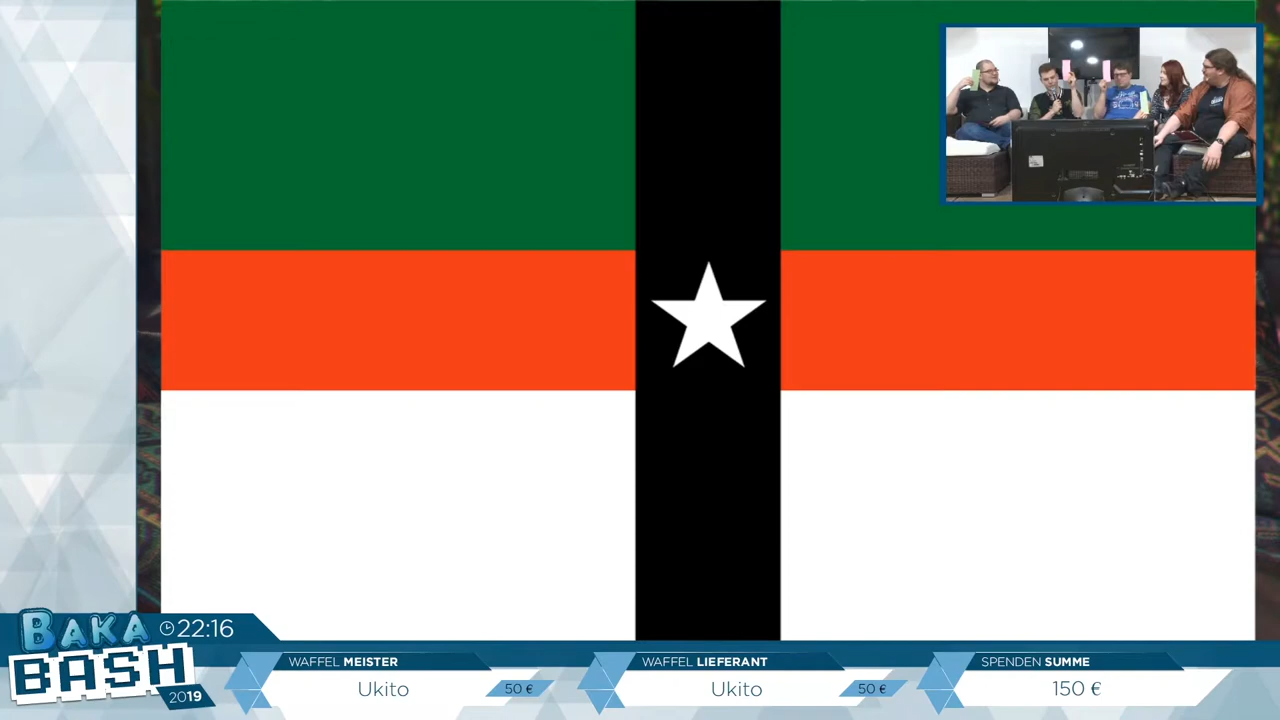 BAKA
BASH
2019
22:16
WAFFEL MEISTER
Ukito
50 €
WAFFEL LIEFERANT
Ukito
50 €
SPENDEN SUMME
150 €